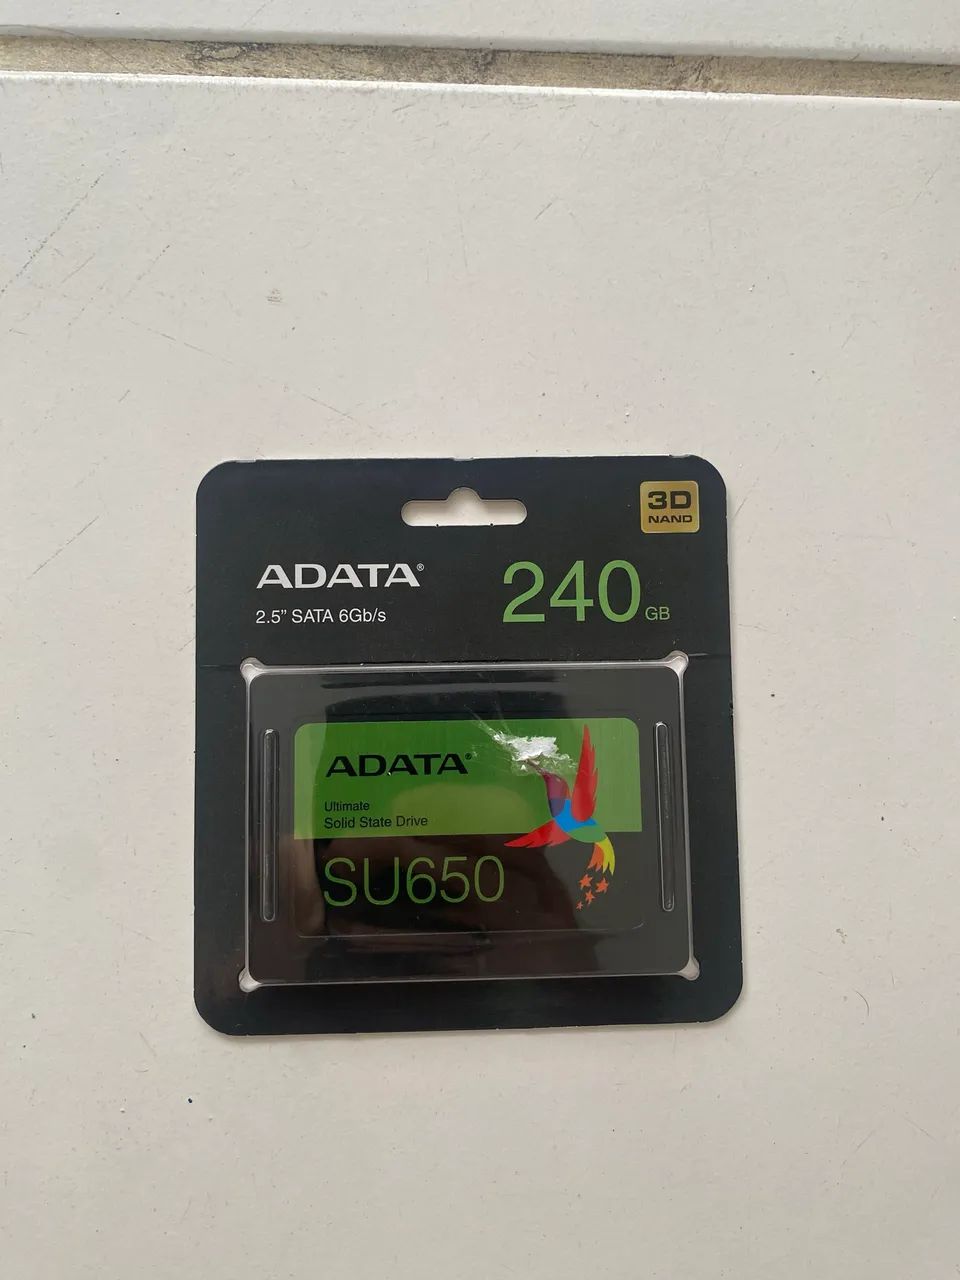 3D
NAND
ADATA®
240GB
2.5” SATA 6Gb/s
ADATA®
Ultimate
Solid State Drive
SU650